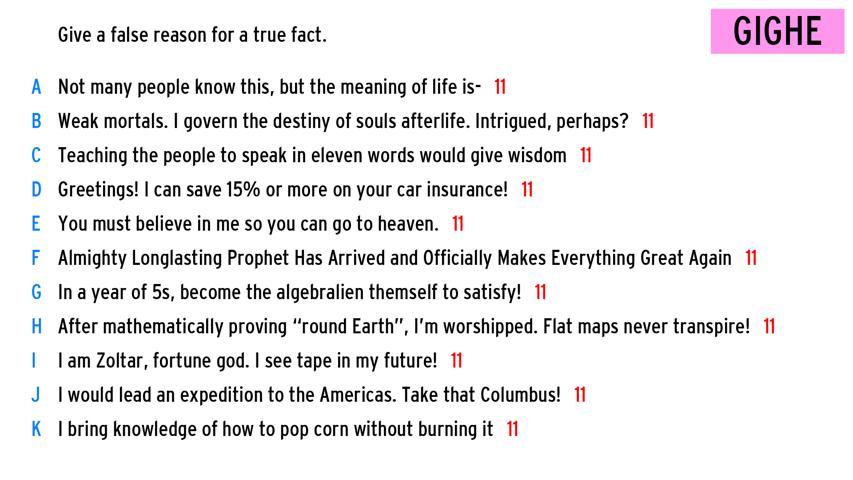 Give a false reason for a true fact.
GIGHE
A Not many people know this, but the meaning of life is- 11
B Weak mortals. I govern the destiny of souls afterlife. Intrigued, perhaps? 11
C Teaching the people to speak in eleven words would give wisdom 11
D Greetings! I can save 15% or more on your car insurance! 11
E You must believe in me so you can go to heaven. 11
F Almighty Longlasting Prophet Has Arrived and Officially Makes Everything Great Again 11
G In a year of 5s, become the algebralien themself to satisfy! 11
H After mathematically proving “round Earth”, I’m worshipped. Flat maps never transpire! 11
I I am Zoltar, fortune god. I see tape in my future! 11
J I would lead an expedition to the Americas. Take that Columbus! 11
K I bring knowledge of how to pop corn without burning it 11